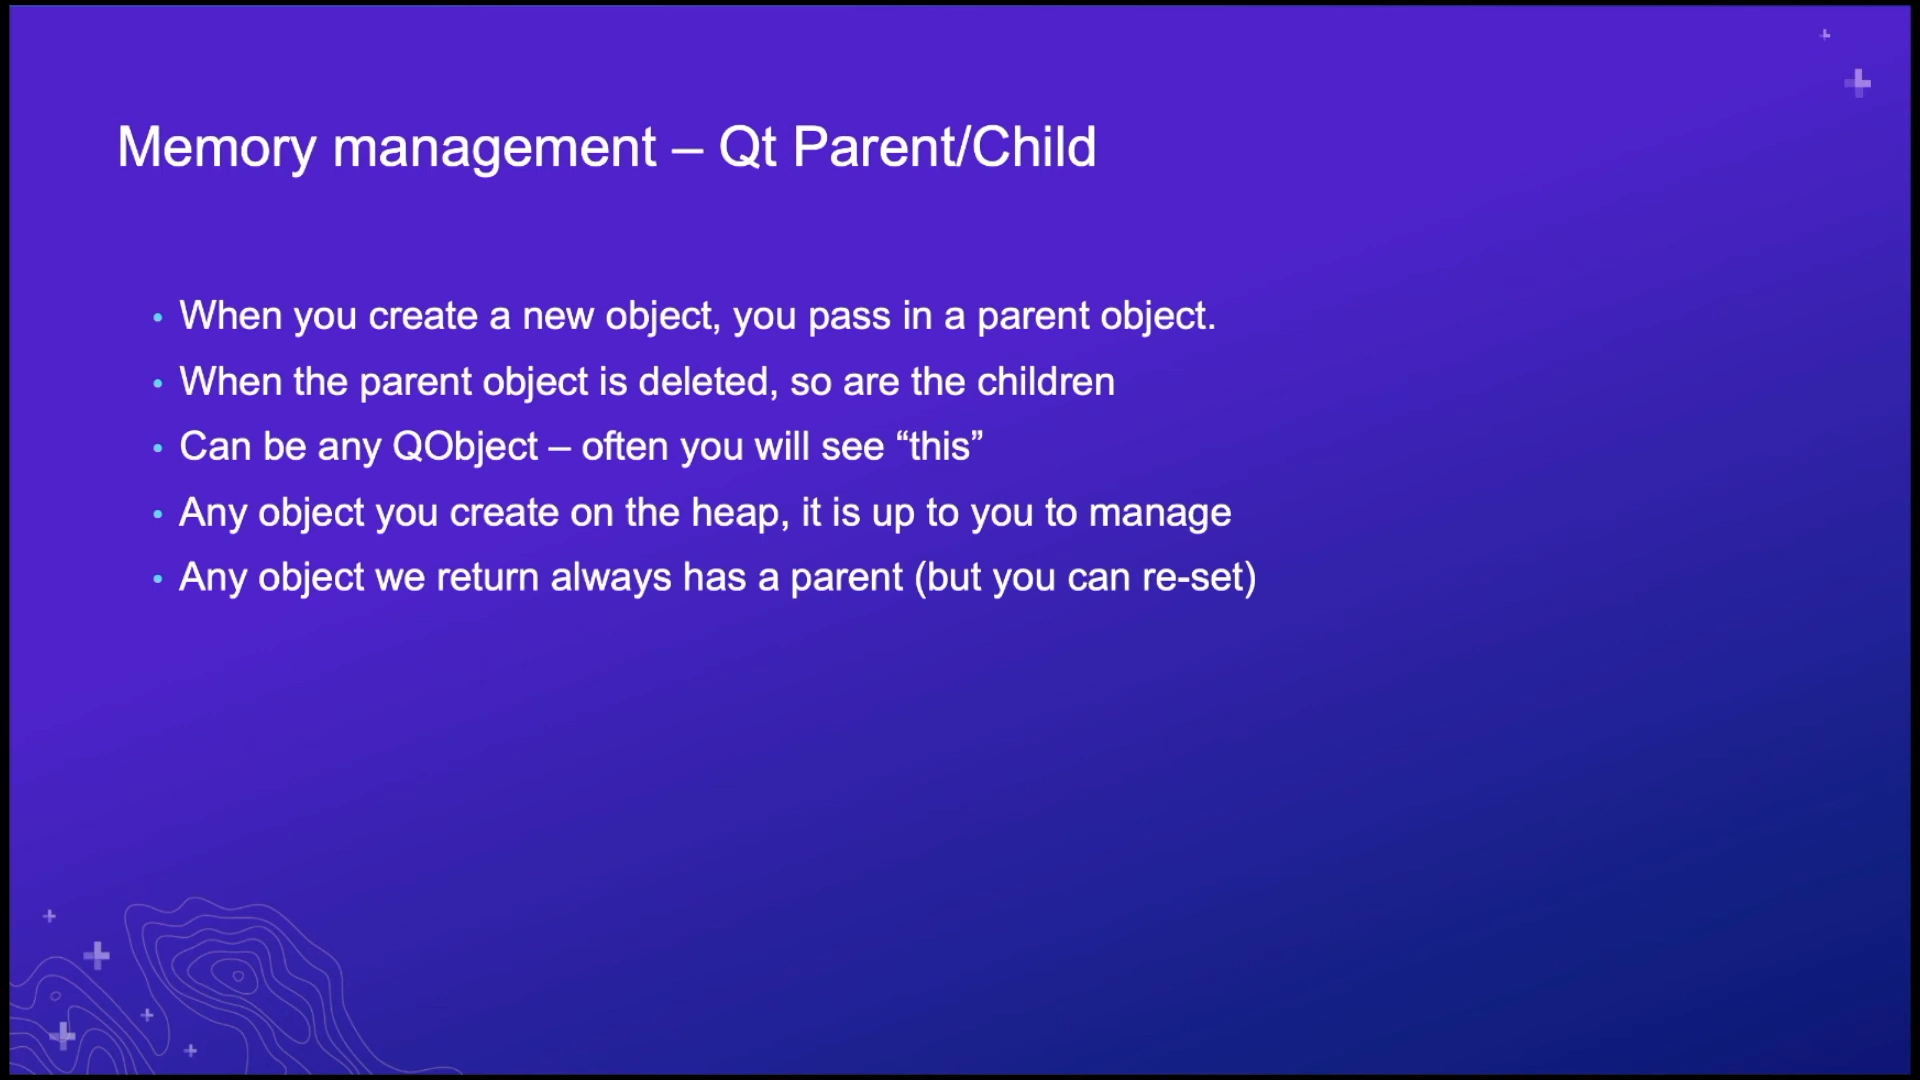 Memory management – Qt Parent/Child
• When you create a new object, you pass in a parent object.
• When the parent object is deleted, so are the children
• Can be any QObject – often you will see “this”
• Any object you create on the heap, it is up to you to manage
• Any object we return always has a parent (but you can re-set)